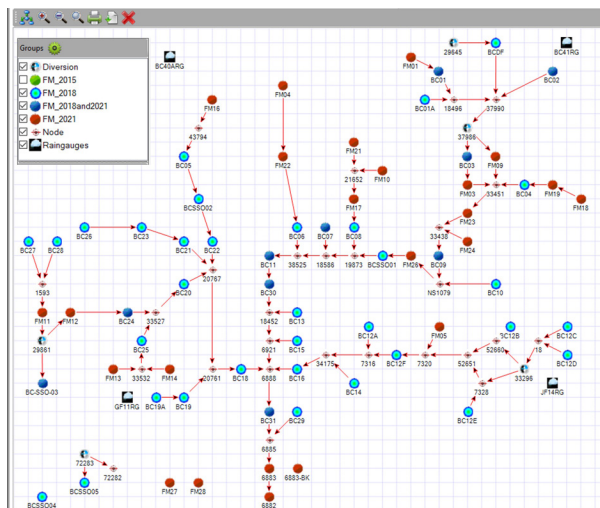 Groups
Diversion
FM_2015
FM_2018
FM_2018and2021
FM_2021
Node
Raingauges
BC40ARG
BC41RG
29645
BCDF
FM01
BC01
BC02
BC01A
18496
37990
FM16
FM04
43794
37986
FM21
BC05
FM22
21652
FM10
BC03
FM09
FM03
33451
BC04
FM19
FM18
BCSSO02
FM17
FM23
BC26
BC23
BC06
BC07
BC08
33438
FM24
BC27
BC28
BC21
BC22
BC11
38525
18586
19873
BCSSO01
FM26
BC09
20767
1593
BC20
BC30
NS1079
BC10
FM11
FM12
BC24
33527
18452
BC13
BC12A
FM05
BC12B
BC12C
29861
BC25
6921
BC15
52660
18
34175
7316
BC12F
7320
52651
BC12D
BC-SSO-03
FM13
33532
FM14
20761
BC18
6888
BC16
33296
GF11RG
BC14
7328
JF14RG
BC19A
BC19
BC31
BC29
BC12E
6885
72283
72282
6883
6883-BK
BCSSO05
FM27
FM28
BCSSO04
6882